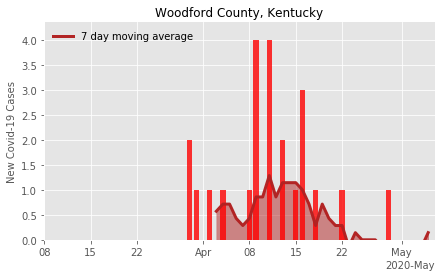 Woodford County, Kentucky
7 day moving average
New Covid-19 Cases
4.0
3.5
3.0
2.5
2.0
1.5
1.0
0.5
0.0
08 15 22 Apr 08 15 22 May
2020-May